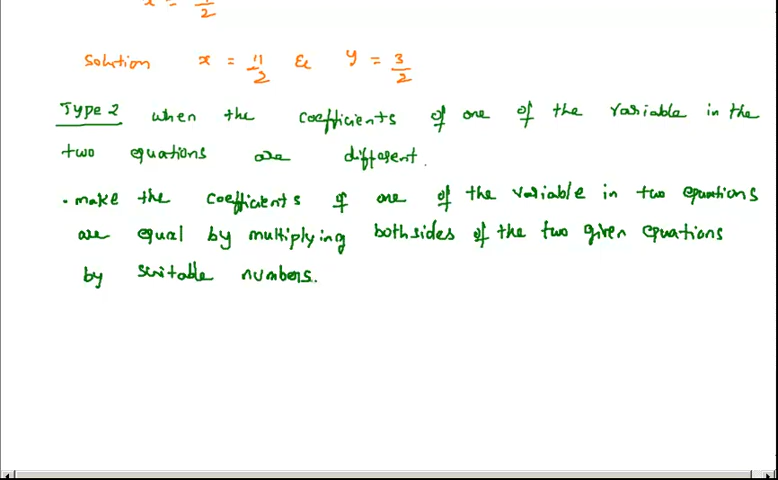 Solution x = 11/2 & y = 3/2
Type 2 when the coefficients of one of the variable in the
two equations are different.
• make the coefficients of one of the variable in two equations
are equal by multiplying bothsides of the two given equations
by suitable numbers.